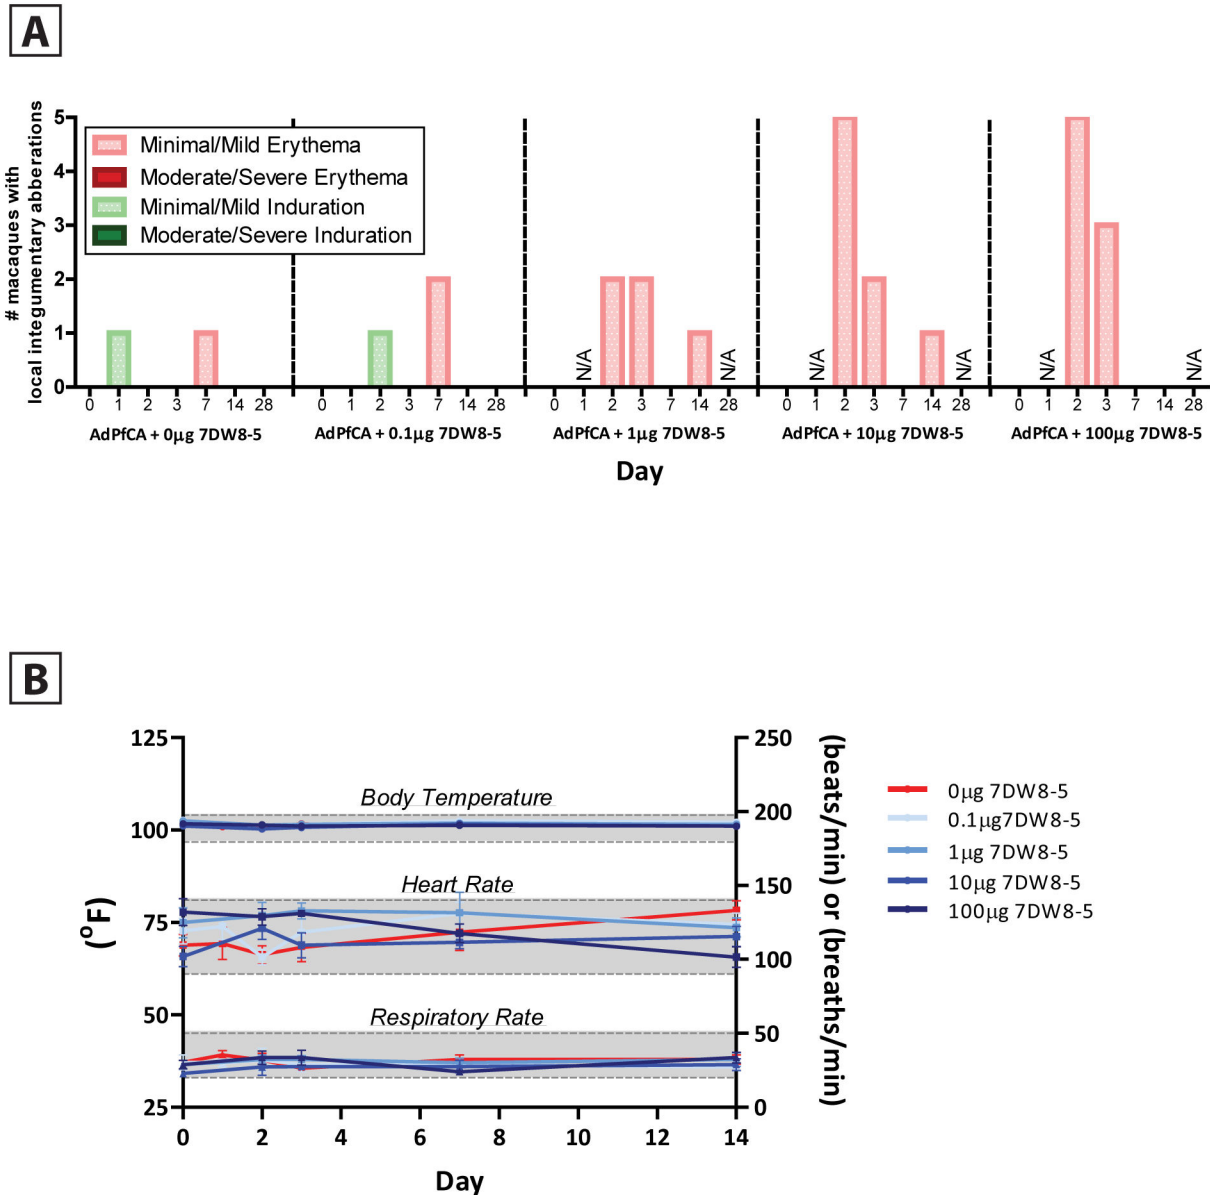 A
# macaques with
local integumentary abberations
5
4
3
2
1
0
Minimal/Mild Erythema
Moderate/Severe Erythema
Minimal/Mild Induration
Moderate/Severe Induration
N/A N/A N/A N/A N/A N/A
0 1 2 3 7 14 28 0 1 2 3 7 14 28 0 1 2 3 7 14 28 0 1 2 3 7 14 28 0 1 2 3 7 14 28
AdPfCA + 0µg 7DW8-5 AdPfCA + 0.1µg 7DW8-5 AdPfCA + 1µg 7DW8-5 AdPfCA + 10µg 7DW8-5 AdPfCA + 100µg 7DW8-5
Day
B
(°F)
125
100
75
50
25
Body Temperature
Heart Rate
Respiratory Rate
250
200
150
100
50
0
(beats/min) or (breaths/min)
0 2 4 6 8 10 12 14
Day
0µg 7DW8-5
0.1µg7DW8-5
1µg 7DW8-5
10µg 7DW8-5
100µg 7DW8-5